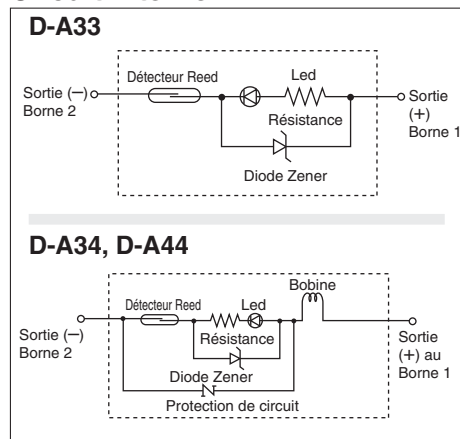 D-A33
Détecteur Reed
Led
Sortie (−)
Borne 2
Sortie
(+)
Borne 1
Résistance
Diode Zener
D-A34, D-A44
Bobine
Détecteur Reed
Led
Sortie (−)
Borne 2
Résistance
Sortie
(+) au
Borne 1
Diode Zener
Protection de circuit